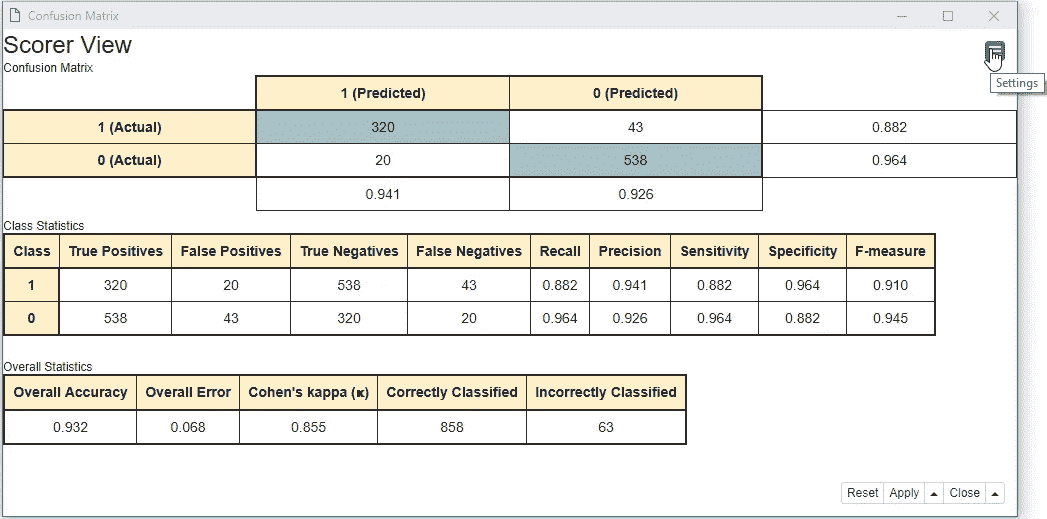 Confusion Matrix
Scorer View
Confusion Matrix
Settings
1 (Predicted) 0 (Predicted)
1 (Actual) 320 43 0.882
0 (Actual) 20 538 0.964
0.941 0.926
Class Statistics
Class True Positives False Positives True Negatives False Negatives Recall Precision Sensitivity Specificity F-measure
1 320 20 538 43 0.882 0.941 0.882 0.964 0.910
0 538 43 320 20 0.964 0.926 0.964 0.882 0.945
Overall Statistics
Overall Accuracy Overall Error Cohen's kappa (κ) Correctly Classified Incorrectly Classified
0.932 0.068 0.855 858 63
Reset Apply Close